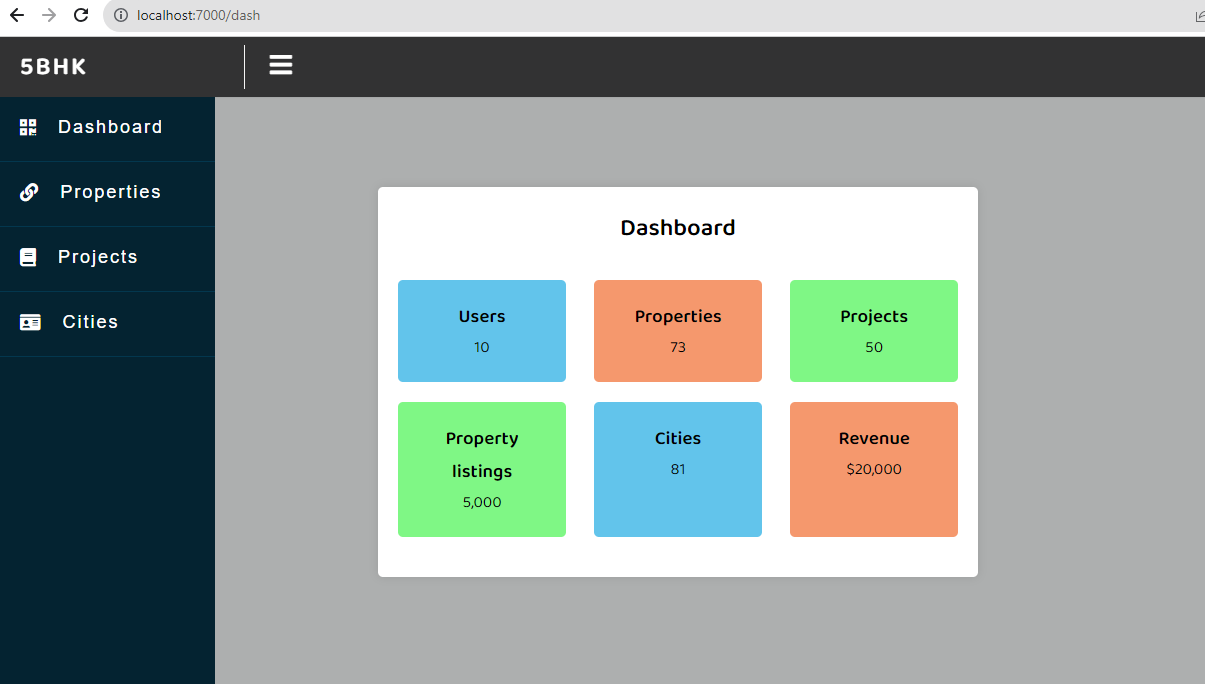 localhost:7000/dash
5BHK
Dashboard
Properties
Projects
Cities
Dashboard
Users
10
Properties
73
Projects
50
Property
listings
5,000
Cities
81
Revenue
$20,000